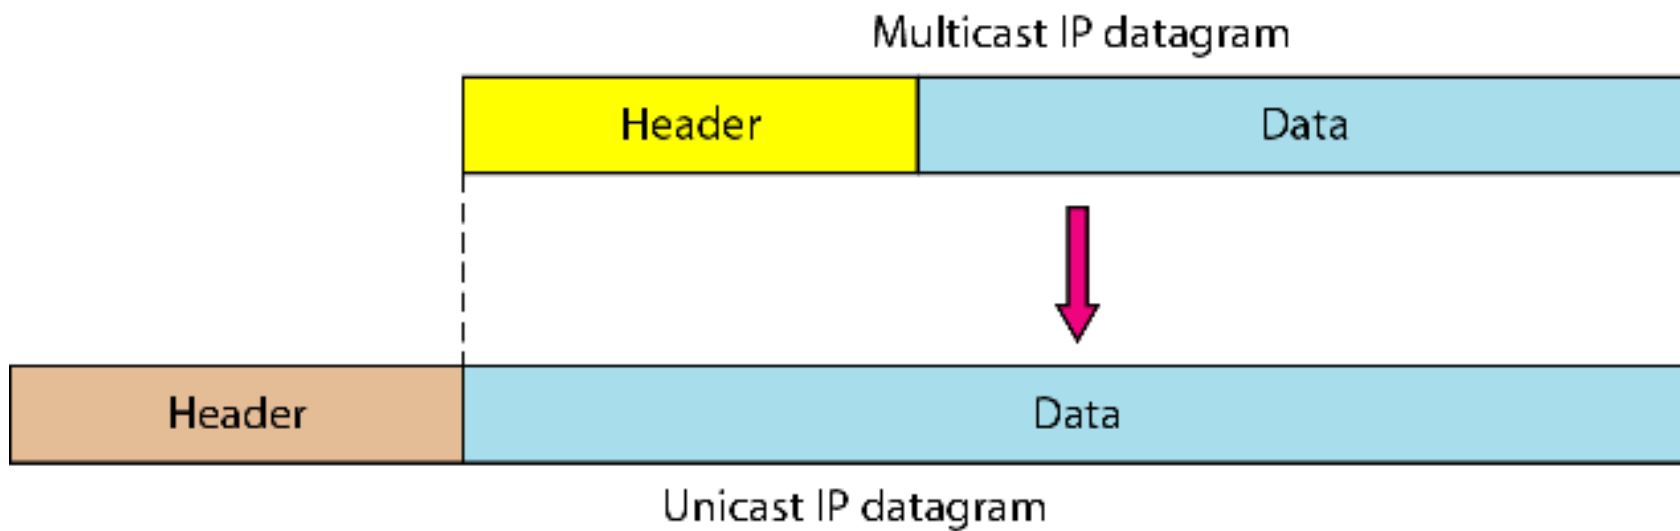 Multicast IP datagram
Header Data
Header Data
Unicast IP datagram